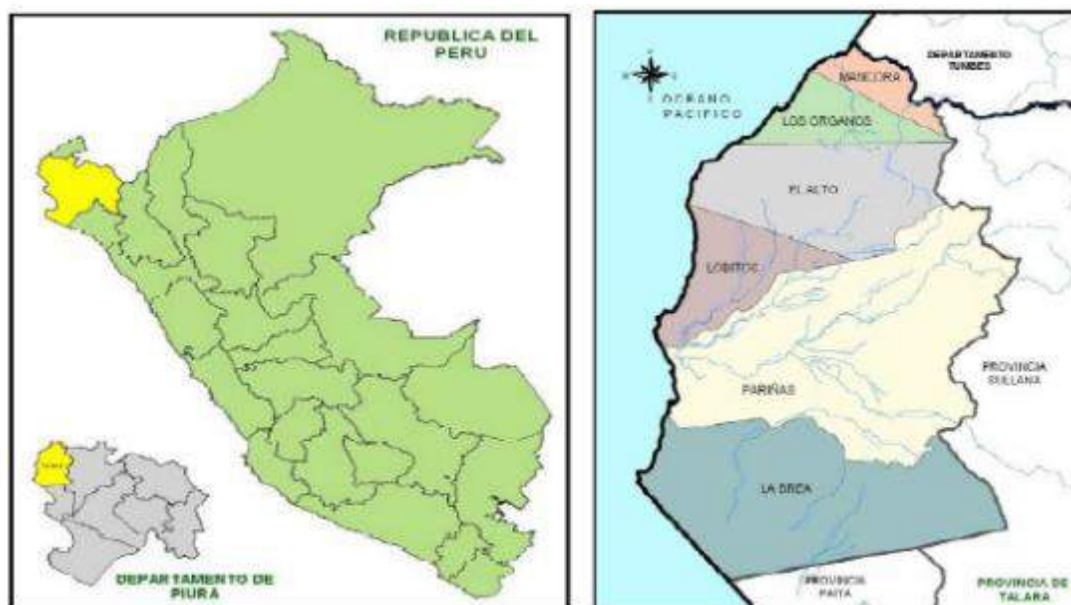 REPUBLICA DEL
PERU
DEPARTAMENTO DE
PIURA
OCEANO
PACIFICO
DEPARTAMENTO
TUMBES
MANCORA
LOS ORGANOS
EL ALTO
LOBITOS
PARIÑAS
PROVINCIA
SULLANA
LA BREA
PROVINCIA
PAITA
PROVINCIA DE
TALARA